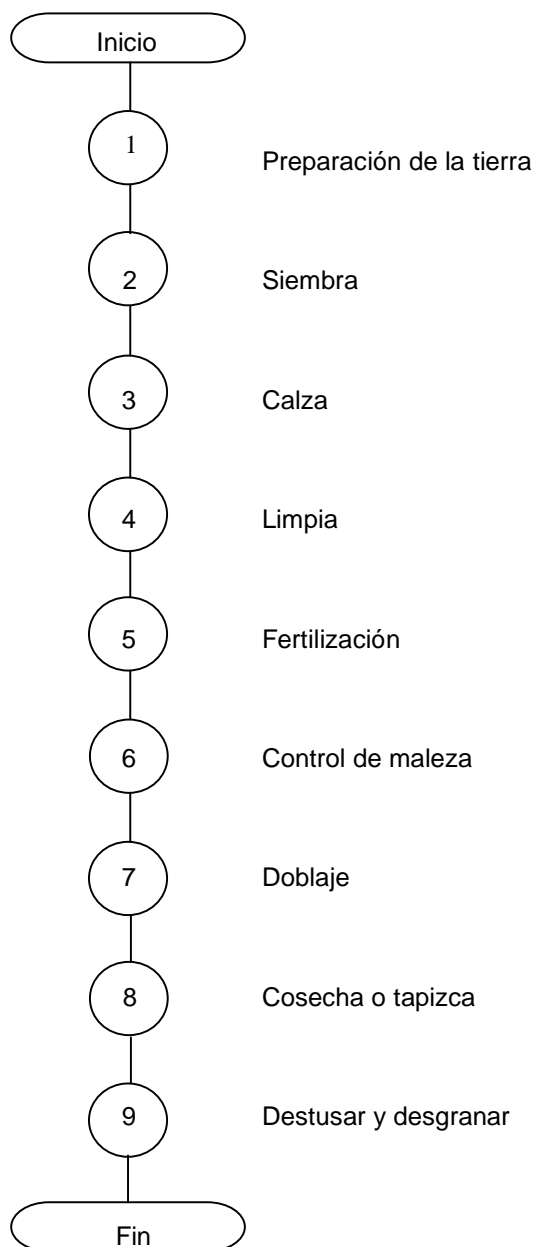 Inicio
1 Preparación de la tierra
2 Siembra
3 Calza
4 Limpia
5 Fertilización
6 Control de maleza
7 Doblaje
8 Cosecha o tapizca
9 Destusar y desgranar
Fin